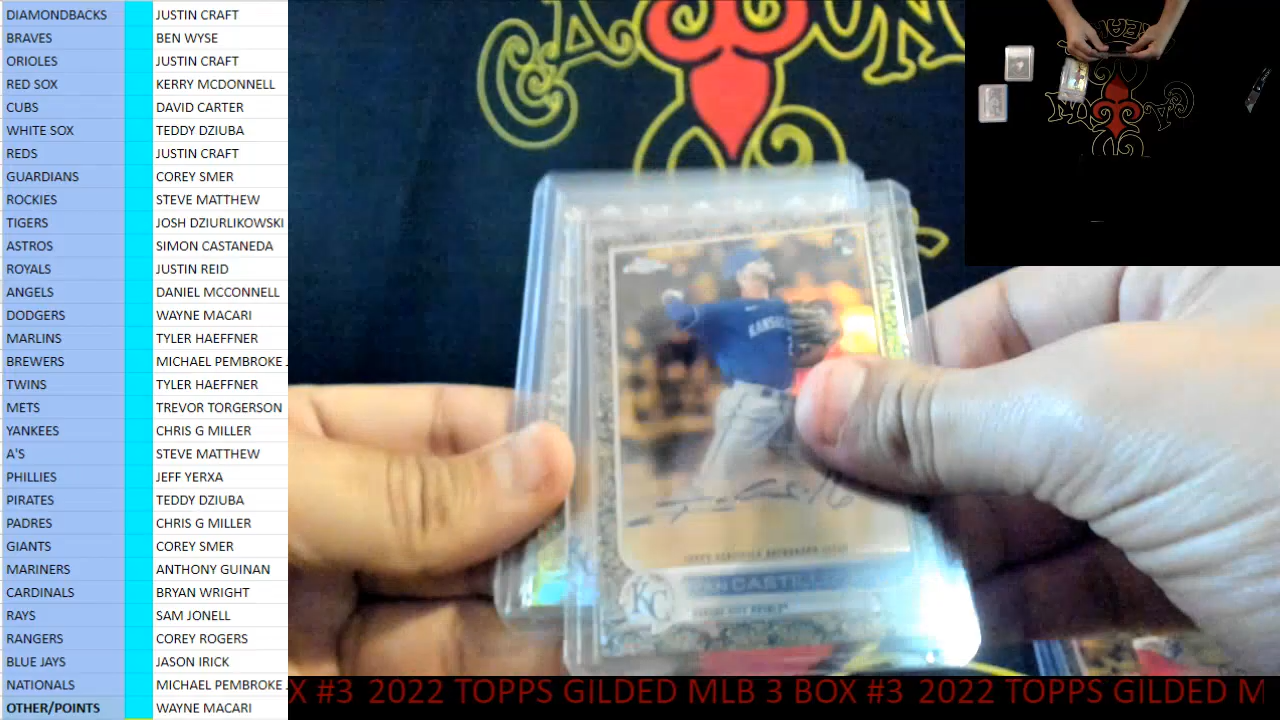 DIAMONDBACKS JUSTIN CRAFT
BRAVES BEN WYSE
ORIOLES JUSTIN CRAFT
RED SOX KERRY MCDONNELL
CUBS DAVID CARTER
WHITE SOX TEDDY DZIUBA
REDS JUSTIN CRAFT
GUARDIANS COREY SMER
ROCKIES STEVE MATTHEW
TIGERS JOSH DZIURLIKOWSKI
ASTROS SIMON CASTANEDA
ROYALS JUSTIN REID
ANGELS DANIEL MCCONNELL
DODGERS WAYNE MACARI
MARLINS TYLER HAEFFNER
BREWERS MICHAEL PEMBROKE
TWINS TYLER HAEFFNER
METS TREVOR TORGERSON
YANKEES CHRIS G MILLER
A'S STEVE MATTHEW
PHILLIES JEFF YERXA
PIRATES TEDDY DZIUBA
PADRES CHRIS G MILLER
GIANTS COREY SMER
MARINERS ANTHONY GUINAN
CARDINALS BRYAN WRIGHT
RAYS SAM JONELL
RANGERS COREY ROGERS
BLUE JAYS JASON IRICK
NATIONALS MICHAEL PEMBROKE
OTHER/POINTS WAYNE MACARI
KC
X #3 2022 TOPPS GILDED MLB 3 BOX #3 2022 TOPPS GILDED M